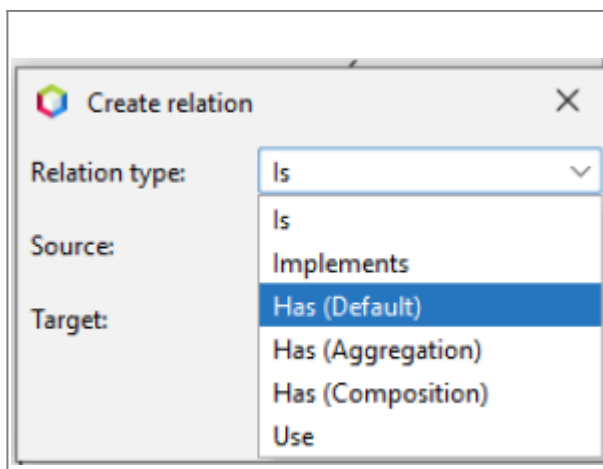 Create relation
Relation type:
Is
Is
Source:
Implements
Has (Default)
Target:
Has (Aggregation)
Has (Composition)
Use